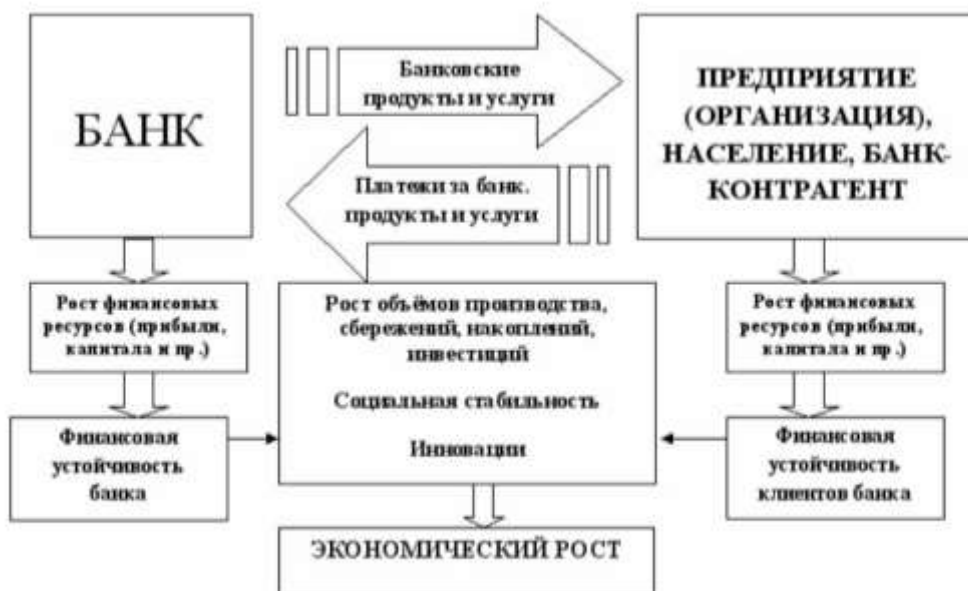 БАНК
Банковские
продукты и услуги
Платежи за банк.
продукты и услуги
ПРЕДПРИЯТИЕ
(ОРГАНИЗАЦИЯ),
НАСЕЛЕНИЕ, БАНК-
КОНТРАГЕНТ
Рост финансовых
ресурсов (прибыли,
капитала и пр.)
Рост объёмов производства,
сбережений, накоплений,
инвестиций
Социальная стабильность
Инновации
Рост финансовых
ресурсов (прибыли,
капитала и пр.)
Финансовая
устойчивость
банка
Финансовая
устойчивость
клиентов банка
ЭКОНОМИЧЕСКИЙ РОСТ